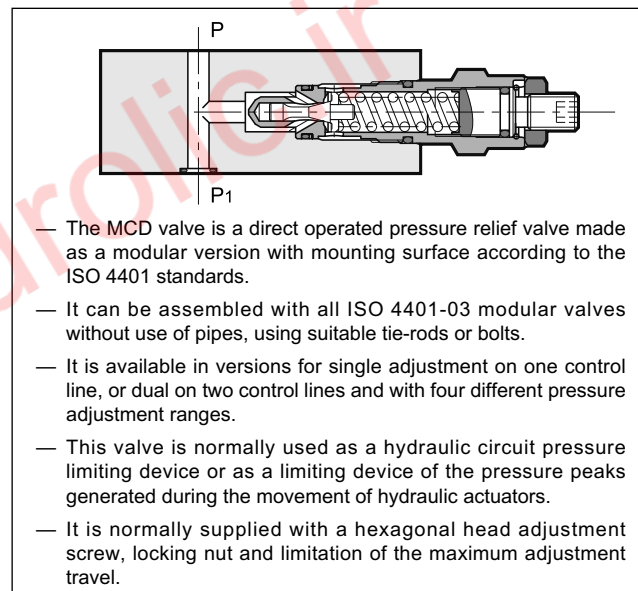 P
P1
— The MCD valve is a direct operated pressure relief valve made
as a modular version with mounting surface according to the
ISO 4401 standards.
— It can be assembled with all ISO 4401-03 modular valves
without use of pipes, using suitable tie-rods or bolts.
— It is available in versions for single adjustment on one control
line, or dual on two control lines and with four different pressure
adjustment ranges.
— This valve is normally used as a hydraulic circuit pressure
limiting device or as a limiting device of the pressure peaks
generated during the movement of hydraulic actuators.
— It is normally supplied with a hexagonal head adjustment
screw, locking nut and limitation of the maximum adjustment
travel.